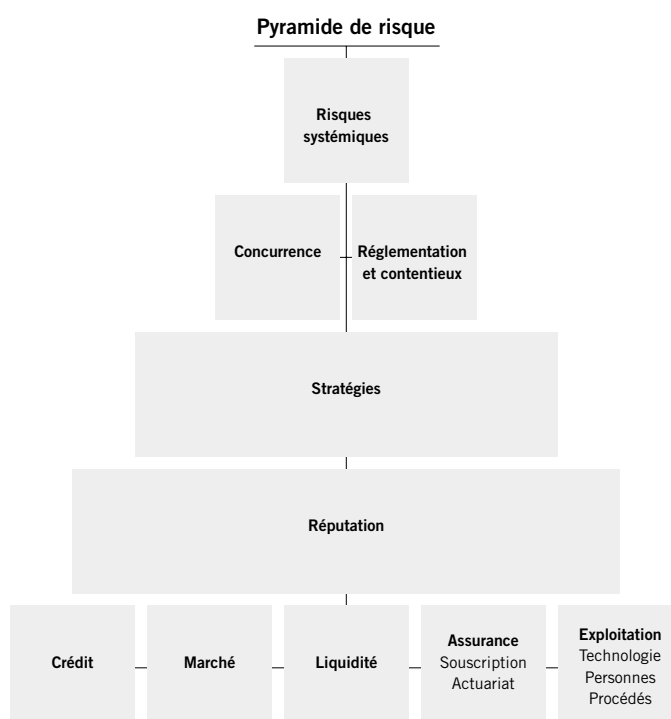 Pyramide de risque
Risques
systémiques
Concurrence
Réglementation
et contentieux
Stratégies
Réputation
Crédit
Marché
Liquidité
Assurance
Souscription
Actuariat
Exploitation
Technologie
Personnes
Procédés